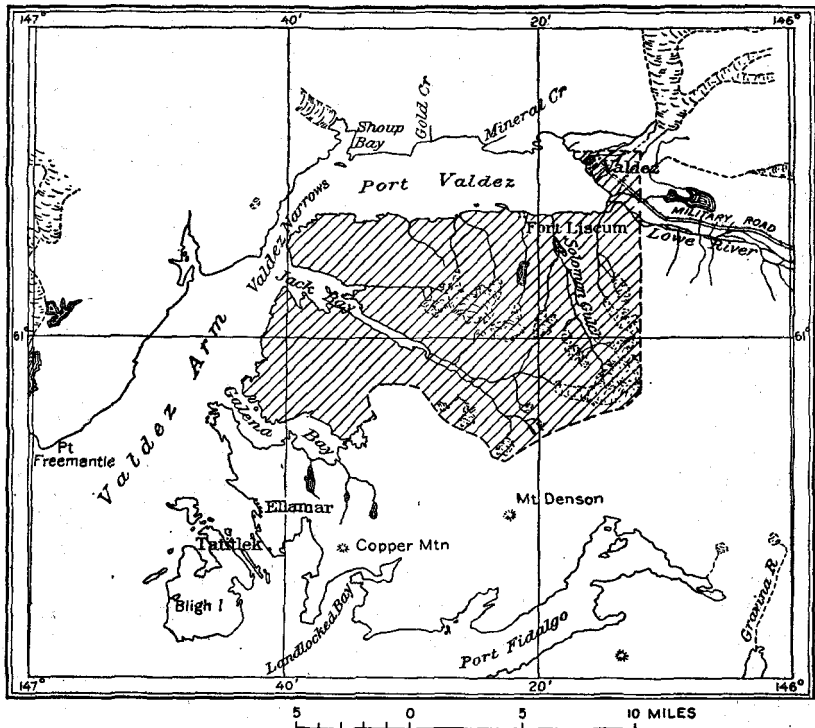 147°
40'
20'
146°
Shoup
Bay
Gold Cr
Mineral Cr
Valdez
Port Valdez
MILITARY ROAD
Lowe River
Fort Liscum
Solomon Gulch
Valdez Narrows
Jack Bay
61°
61°
Valdez Arm
Galena
Bay
Pt
Freemantle
Ellamar
Mt Denson
Tatitlek
Copper Mtn
Bligh I
Landlocked Bay
Port Fidalgo
Gravina R
147°
40'
20'
146°
5 0 5 10 MILES